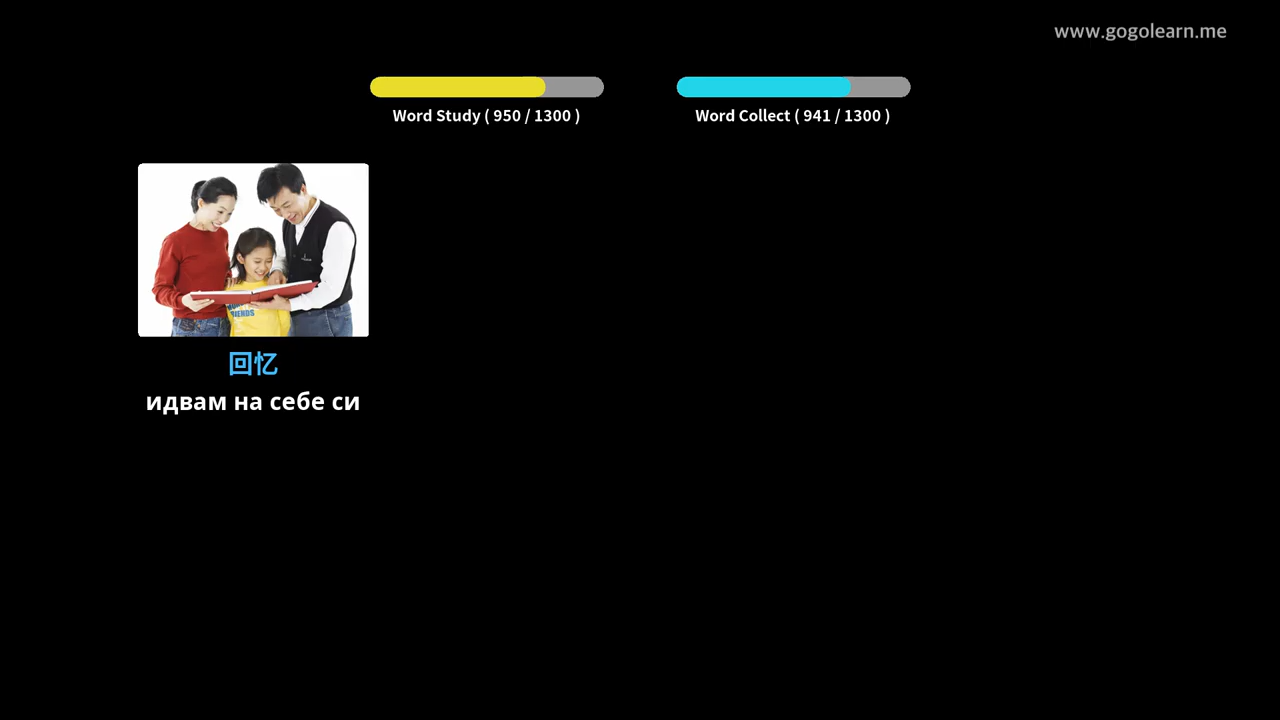 www.gogolearn.me
Word Study ( 950 / 1300 )
Word Collect ( 941 / 1300 )
回忆
идвам на себе си